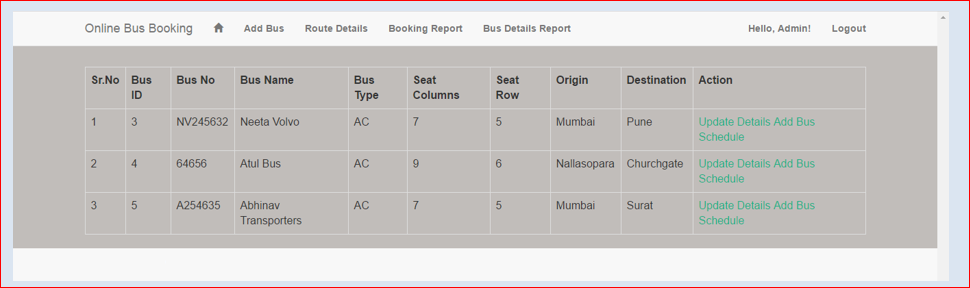 Online Bus Booking Add Bus Route Details Booking Report Bus Details Report Hello, Admin! Logout
Sr.No Bus ID Bus No Bus Name Bus Type Seat Columns Seat Row Origin Destination Action
1 3 NV245632 Neeta Volvo AC 7 5 Mumbai Pune Update Details Add Bus Schedule
2 4 64656 Atul Bus AC 9 6 Nallasopara Churchgate Update Details Add Bus Schedule
3 5 A254635 Abhinav Transporters AC 7 5 Mumbai Surat Update Details Add Bus Schedule